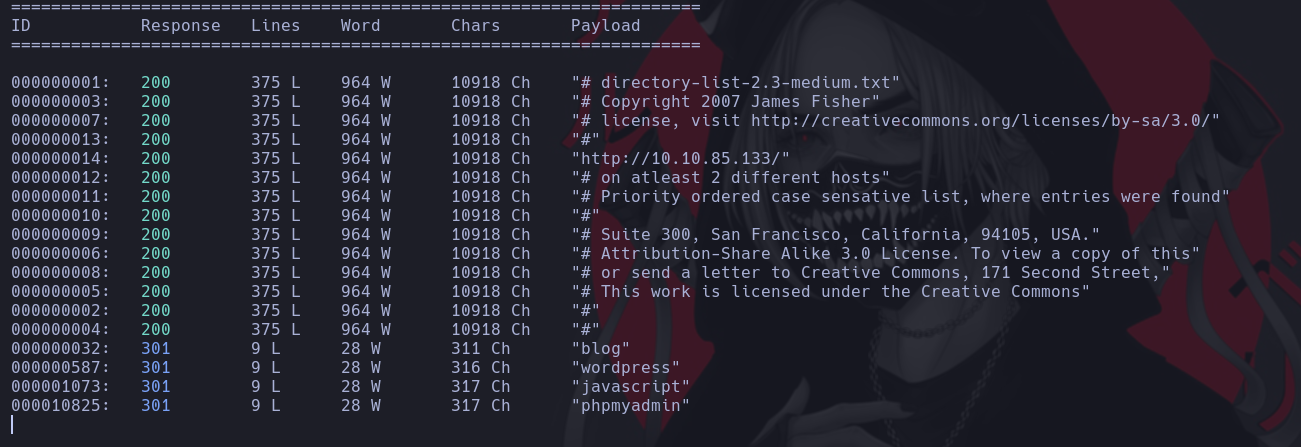 =====================================================================
ID           Response   Lines    Word       Chars       Payload
=====================================================================
000000001:   200        375 L    964 W      10918 Ch    "# directory-list-2.3-medium.txt"
000000003:   200        375 L    964 W      10918 Ch    "# Copyright 2007 James Fisher"
000000007:   200        375 L    964 W      10918 Ch    "# license, visit http://creativecommons.org/licenses/by-sa/3.0/"
000000013:   200        375 L    964 W      10918 Ch    "#"
000000014:   200        375 L    964 W      10918 Ch    "http://10.10.85.133/"
000000012:   200        375 L    964 W      10918 Ch    "# on atleast 2 different hosts"
000000011:   200        375 L    964 W      10918 Ch    "# Priority ordered case sensative list, where entries were found"
000000010:   200        375 L    964 W      10918 Ch    "#"
000000009:   200        375 L    964 W      10918 Ch    "# Suite 300, San Francisco, California, 94105, USA."
000000006:   200        375 L    964 W      10918 Ch    "# Attribution-Share Alike 3.0 License. To view a copy of this"
000000008:   200        375 L    964 W      10918 Ch    "# or send a letter to Creative Commons, 171 Second Street,"
000000005:   200        375 L    964 W      10918 Ch    "# This work is licensed under the Creative Commons"
000000002:   200        375 L    964 W      10918 Ch    "#"
000000004:   200        375 L    964 W      10918 Ch    "#"
000000032:   301        9 L      28 W       311 Ch      "blog"
000000587:   301        9 L      28 W       316 Ch      "wordpress"
000001073:   301        9 L      28 W       317 Ch      "javascript"
000010825:   301        9 L      28 W       317 Ch      "phpmyadmin"